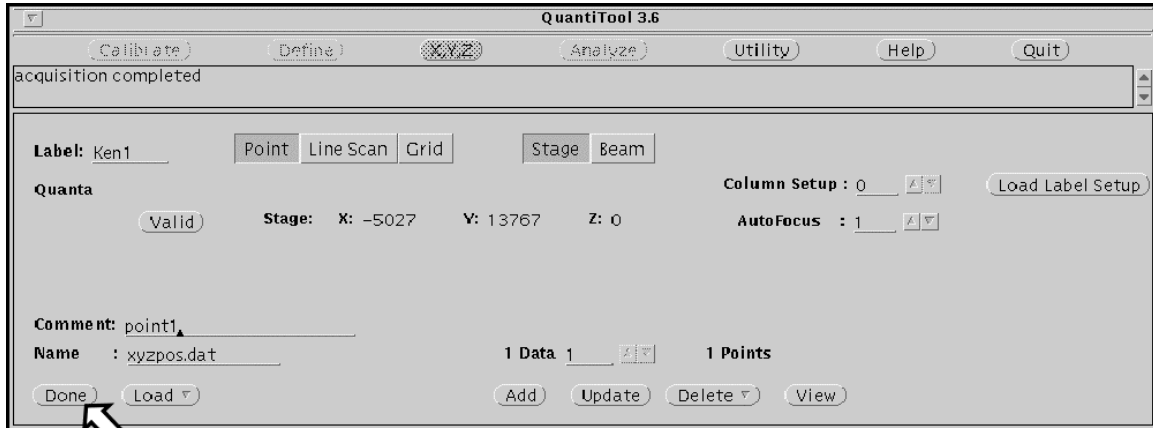 QuantiTool 3.6
Calibrate Define X,Y,Z Analyze Utility Help Quit
acquisition completed
Label: Ken1 Point Line Scan Grid Stage Beam
Quanta Column Setup : 0 Load Label Setup
Valid Stage: X: -5027 Y: 13767 Z: 0 AutoFocus : 1
Comment: point1
Name : xyzpos.dat 1 Data 1 1 Points
Done Load Add Update Delete View